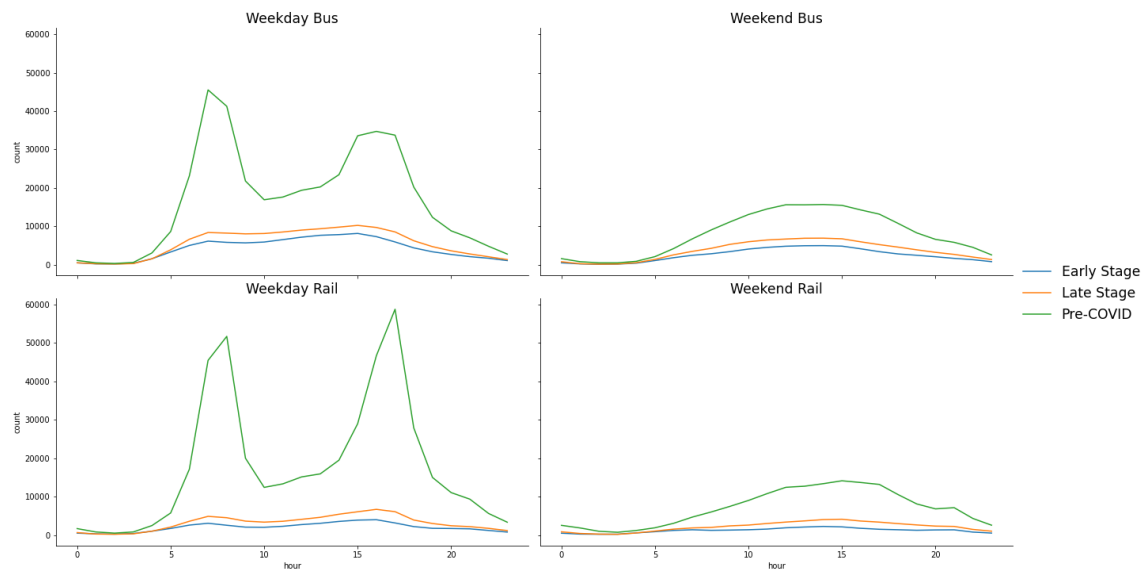 Weekday Bus
Weekend Bus
60000
50000
40000
30000
20000
10000
0
count
0 5 10 15 20
Early Stage
Late Stage
Pre-COVID
Weekday Rail
Weekend Rail
60000
50000
40000
30000
20000
10000
0
count
0 5 10 15 20
hour
0 5 10 15 20
hour